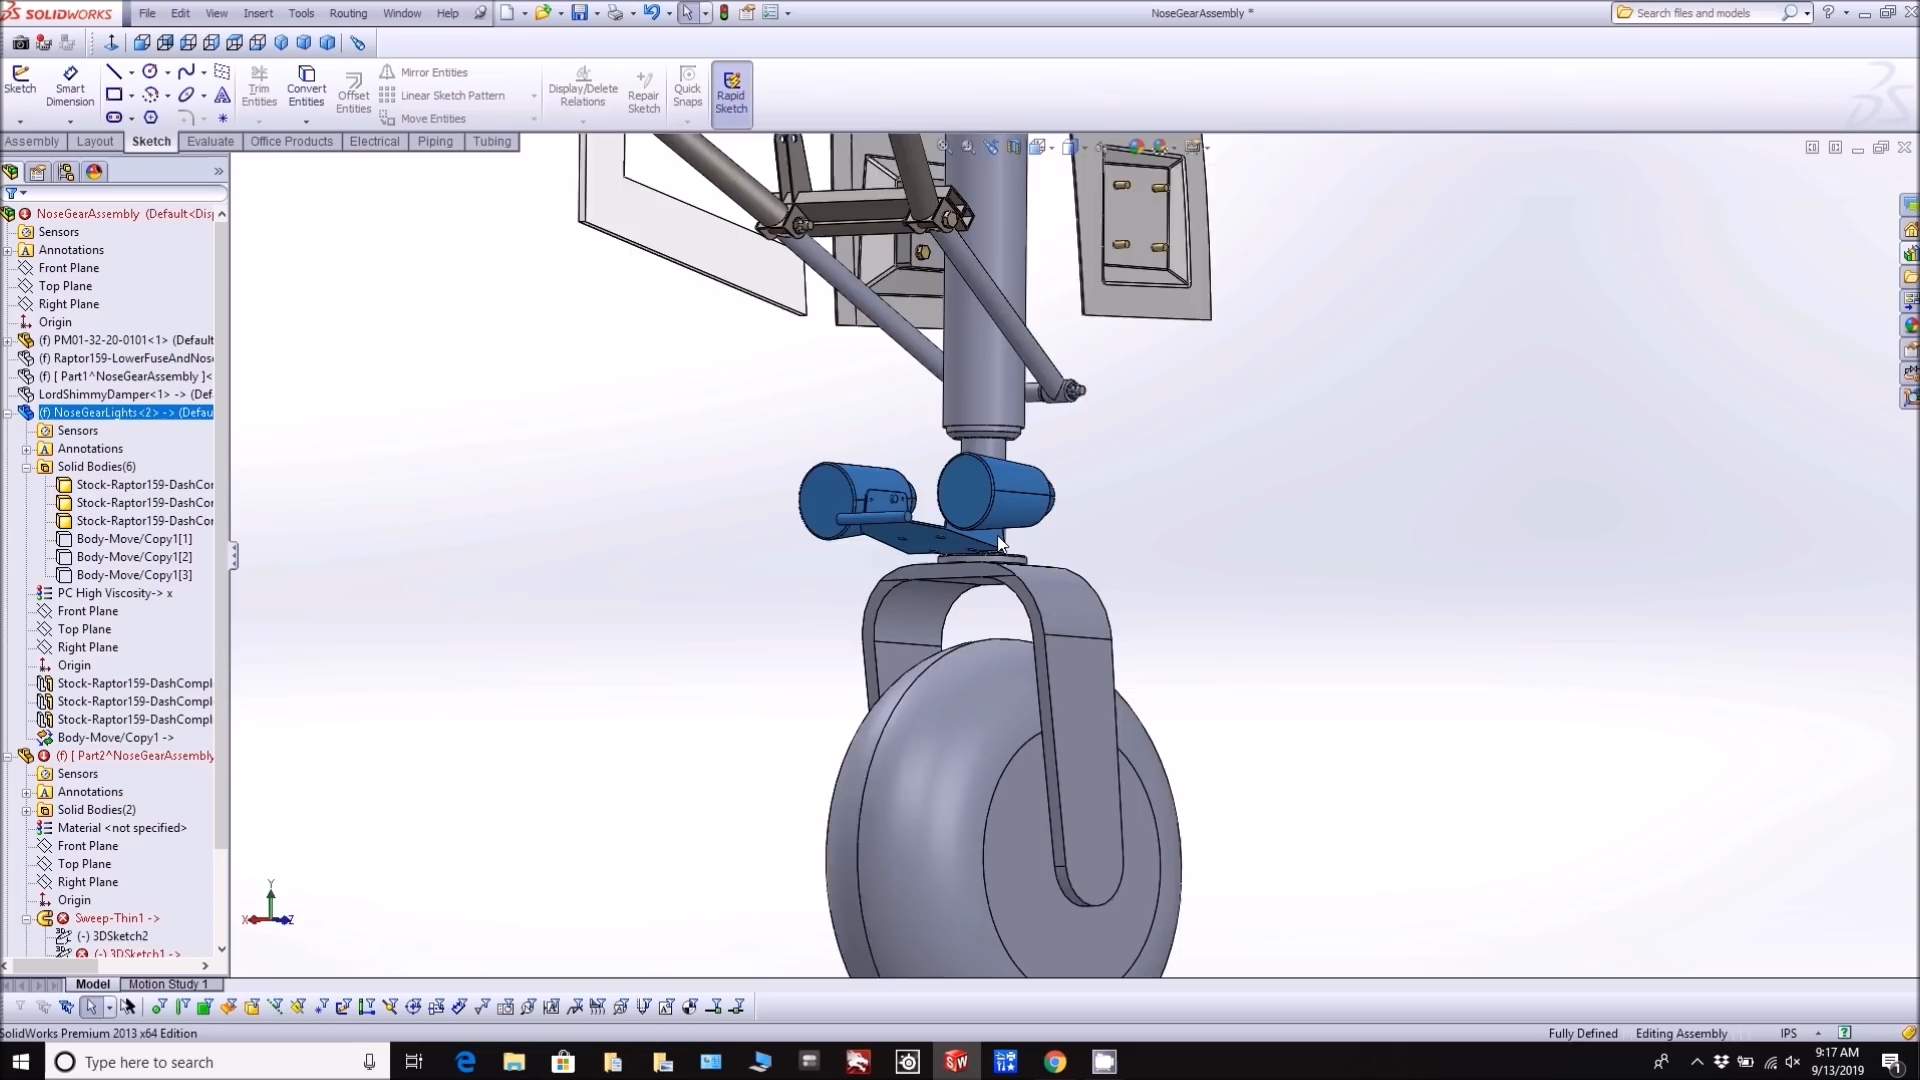 SOLIDWORKS File Edit View Insert Tools Routing Window Help NoseGearAssembly * Search files and models
Sketch Smart Dimension Trim Entities Convert Entities Offset Entities Mirror Entities Linear Sketch Pattern Move Entities Display/Delete Relations Repair Sketch Quick Snaps Rapid Sketch
Assembly Layout Sketch Evaluate Office Products Electrical Piping Tubing
NoseGearAssembly (Default<Disp
Sensors
Annotations
Front Plane
Top Plane
Right Plane
Origin
(f) PM01-32-20-0101<1> (Default
(f) Raptor159-LowerFuseAndNose
(f) [ Part1^NoseGearAssembly ]<
LordShimmyDamper<1> -> (Def
(f) NoseGearLights<2> -> (Defau
Sensors
Annotations
Solid Bodies(6)
Stock-Raptor159-DashCor
Stock-Raptor159-DashCor
Stock-Raptor159-DashCor
Body-Move/Copy1[1]
Body-Move/Copy1[2]
Body-Move/Copy1[3]
PC High Viscosity-> x
Front Plane
Top Plane
Right Plane
Origin
Stock-Raptor159-DashCompl
Stock-Raptor159-DashCompl
Stock-Raptor159-DashCompl
Body-Move/Copy1 ->
(f) [ Part2^NoseGearAssembly
Sensors
Annotations
Solid Bodies(2)
Material <not specified>
Front Plane
Top Plane
Right Plane
Origin
Sweep-Thin1 ->
(-) 3DSketch2
(-) 3DSketch1 ->
Y
X Z
Model Motion Study 1
SolidWorks Premium 2013 x64 Edition Fully Defined Editing Assembly IPS
Type here to search
9:17 AM
9/13/2019